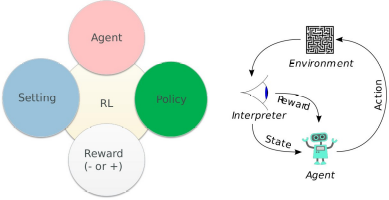 Agent
Setting
RL
Policy
Reward
(- or +)
Environment
Interpreter
Reward
State
Action
Agent